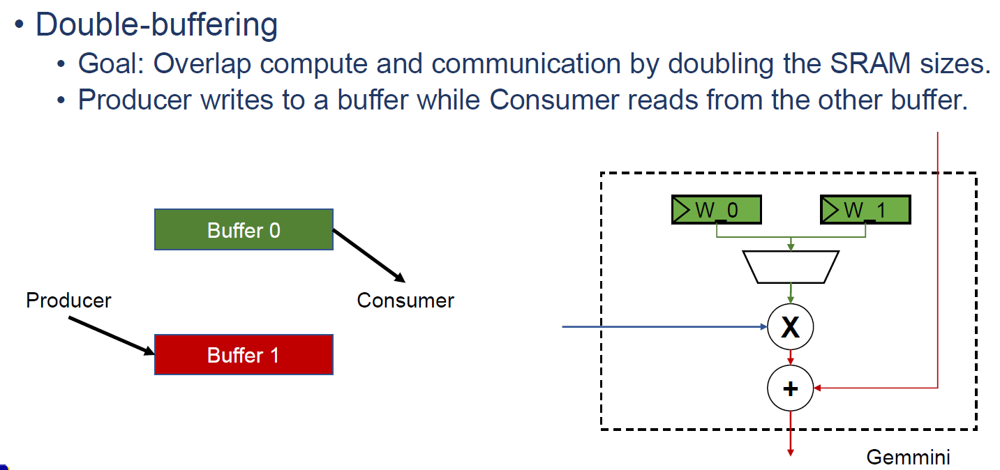 • Double-buffering
• Goal: Overlap compute and communication by doubling the SRAM sizes.
• Producer writes to a buffer while Consumer reads from the other buffer.
W_0
W_1
Buffer 0
Producer
Consumer
X
Buffer 1
+
Gemmini